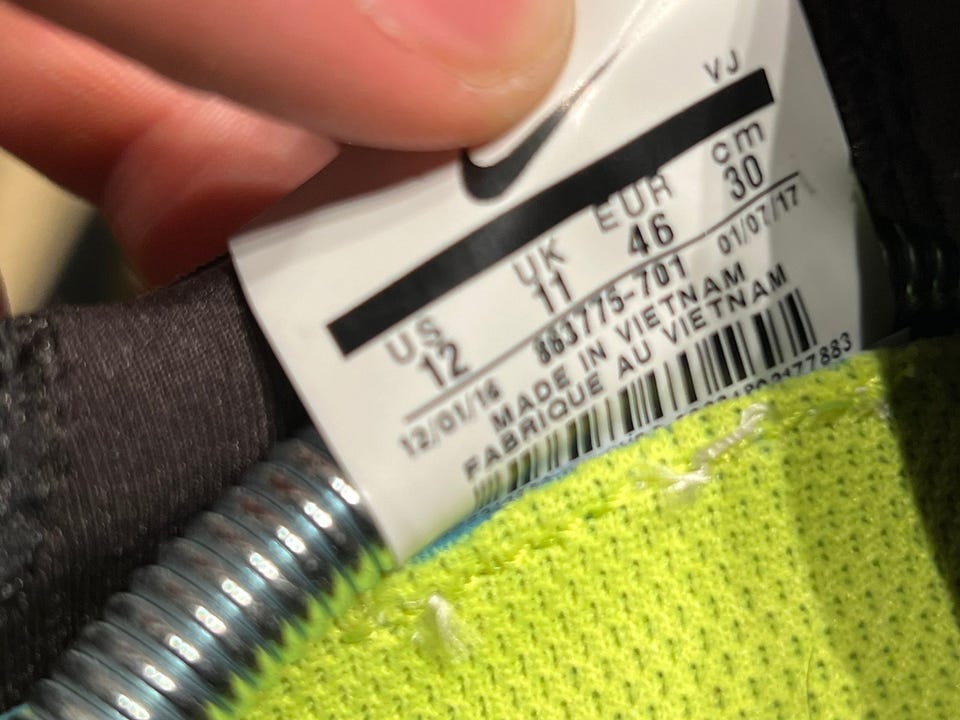 VJ
US UK EUR cm
12 11 46 30
863775-701
12/01/16 01/07/17
MADE IN VIETNAM
FABRIQUE AU VIETNAM